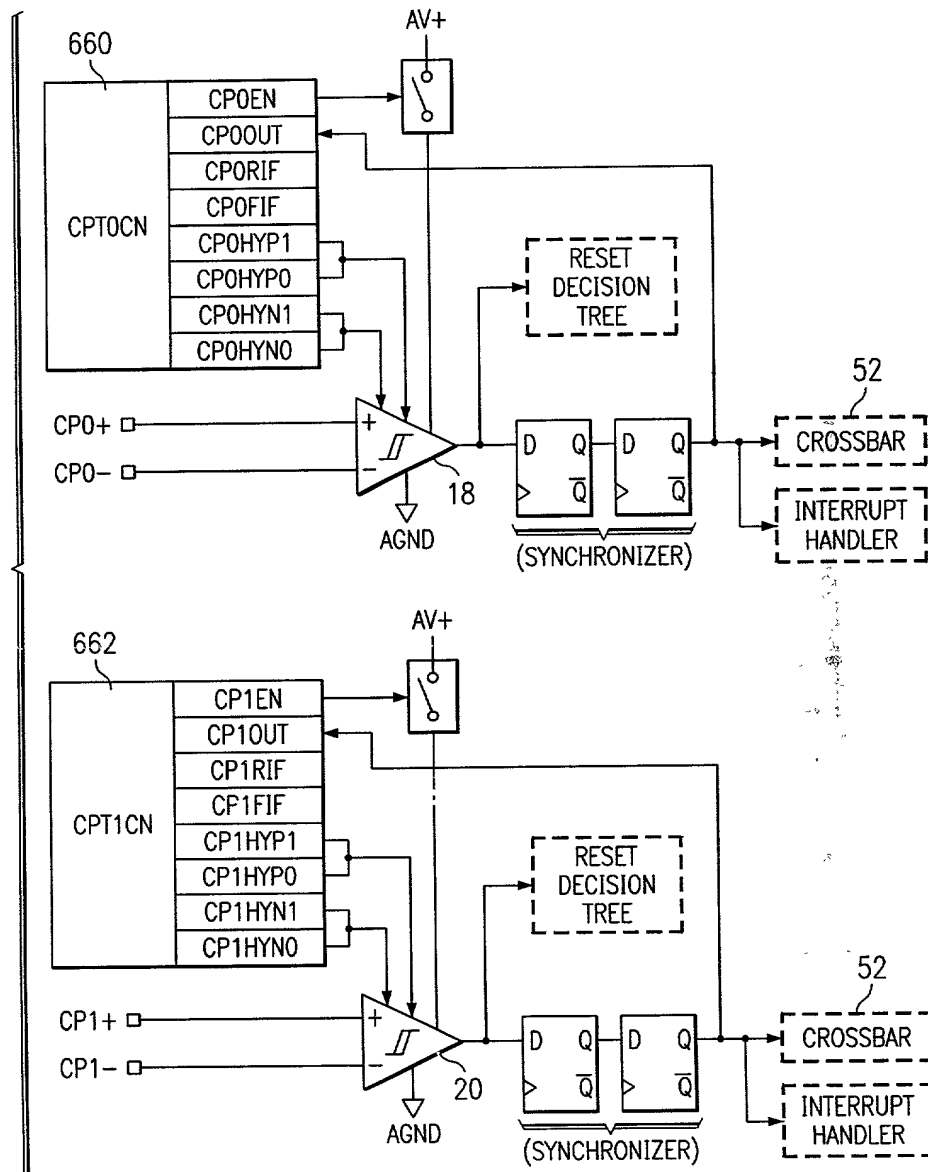 AV+
660
CPT0CN
CP0EN
CP0OUT
CP0RIF
CP0FIF
CP0HYP1
CP0HYP0
CP0HYN1
CP0HYN0
RESET
DECISION
TREE
CP0+
CP0-
+
-
18
AGND
D Q
Q
D Q
Q
(SYNCHRONIZER)
52
CROSSBAR
INTERRUPT
HANDLER
AV+
662
CPT1CN
CP1EN
CP1OUT
CP1RIF
CP1FIF
CP1HYP1
CP1HYP0
CP1HYN1
CP1HYN0
RESET
DECISION
TREE
CP1+
CP1-
+
-
20
AGND
D Q
Q
D Q
Q
(SYNCHRONIZER)
52
CROSSBAR
INTERRUPT
HANDLER